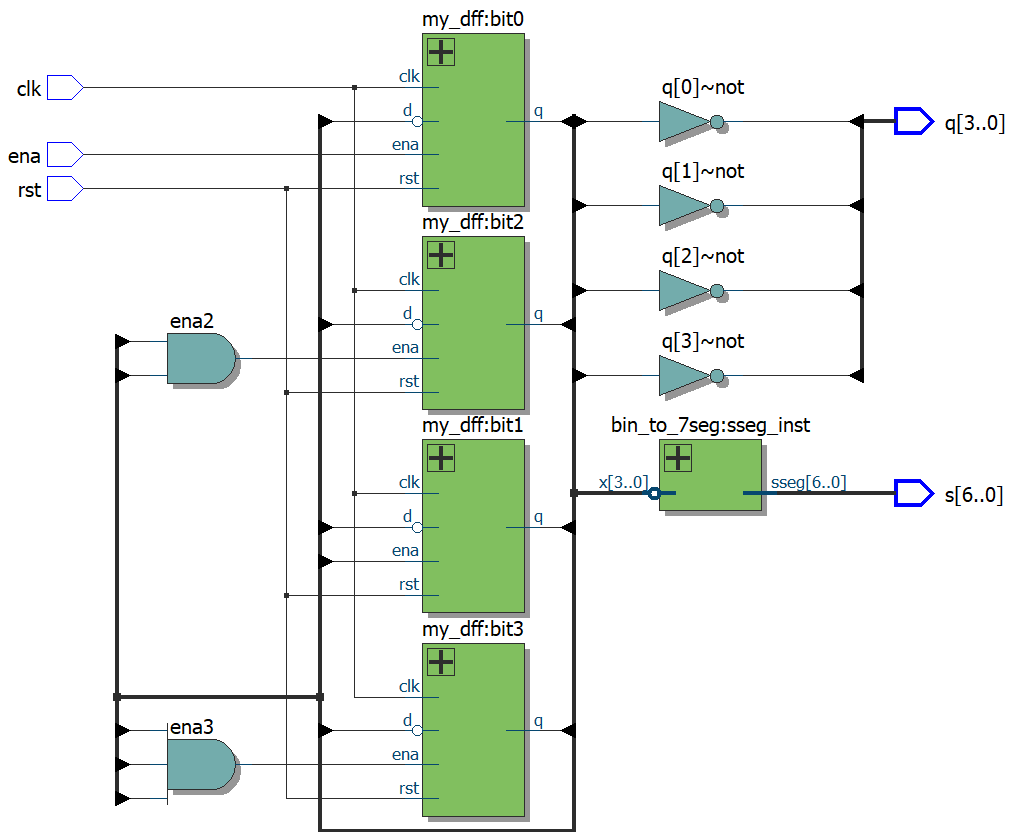 my_dff:bit0
clk
d
ena
rst
q
clk
ena
rst
q[0]~not
q[1]~not
q[2]~not
q[3]~not
q[3..0]
my_dff:bit2
clk
d
ena
rst
q
ena2
my_dff:bit1
clk
d
ena
rst
q
bin_to_7seg:sseg_inst
x[3..0]
sseg[6..0]
s[6..0]
my_dff:bit3
clk
d
ena
rst
q
ena3